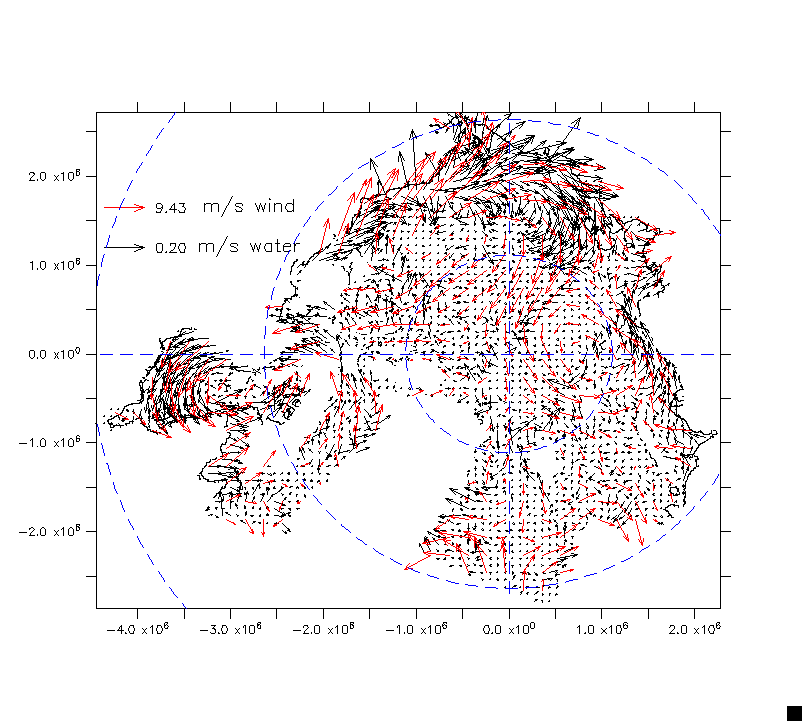 2.0 x10⁶
9.43 m/s wind
0.20 m/s water
1.0 x10⁶
0.0 x10⁰
-1.0 x10⁶
-2.0 x10⁶
-4.0 x10⁶ -3.0 x10⁶ -2.0 x10⁶ -1.0 x10⁶ 0.0 x10⁰ 1.0 x10⁶ 2.0 x10⁶